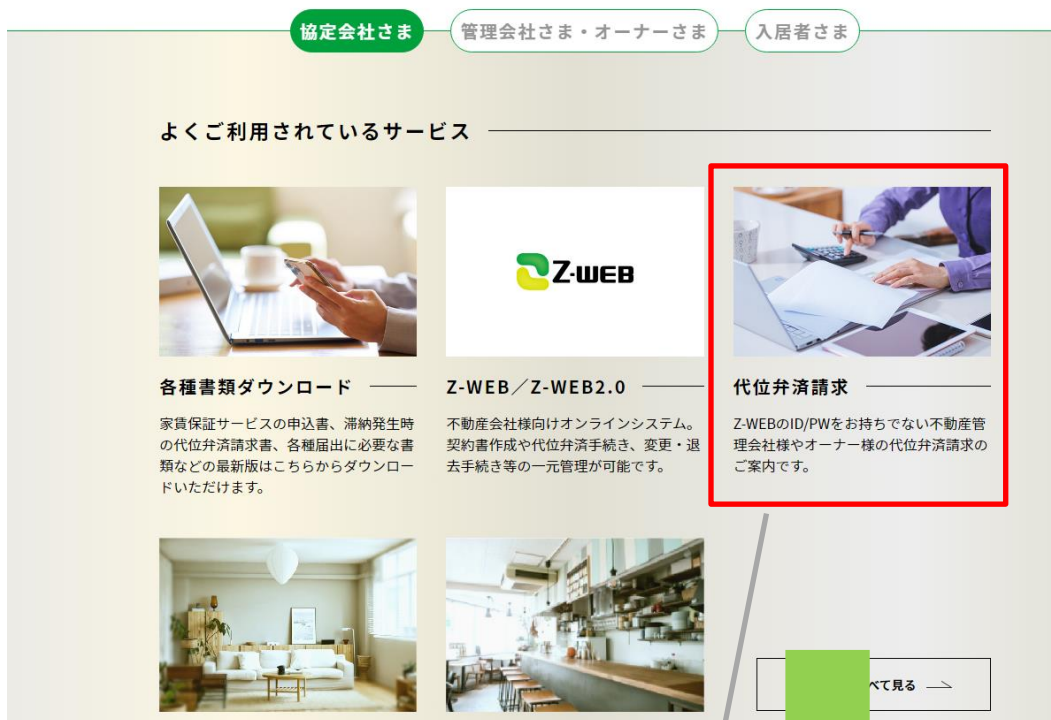 協定会社さま
管理会社さま・オーナーさま
入居者さま
よくご利用されているサービス
Z-WEB
各種書類ダウンロード
家賃保証サービスの申込書、滞納発生時
の代位弁済請求書、各種届出に必要な書
類などの最新版はこちらからダウンロー
ドいただけます。
Z-WEB／Z-WEB2.0
不動産会社様向けオンラインシステム。
契約書作成や代位弁済手続き、変更・退
去手続き等の一元管理が可能です。
代位弁済請求
Z-WEBのID/PWをお持ちでない不動産管
理会社様やオーナー様の代位弁済請求の
ご案内です。
べて見る